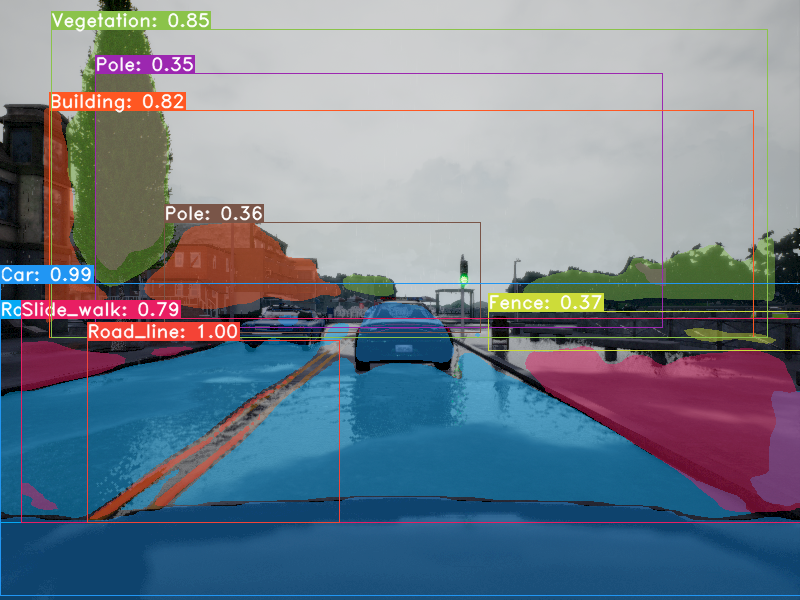 Vegetation: 0.85
Pole: 0.35
Building: 0.82
Pole: 0.36
Car: 0.99
Ro
Slide_walk: 0.79
Fence: 0.37
Road_line: 1.00